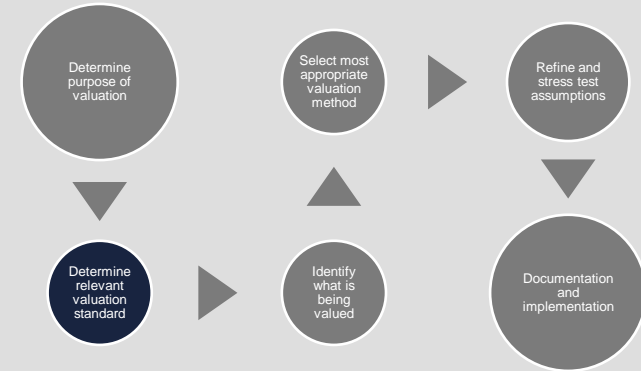 Determine
purpose of
valuation
Determine
relevant
valuation
standard
Identify
what is
being
valued
Select most
appropriate
valuation
method
Refine and
stress test
assumptions
Documentation
and
implementation